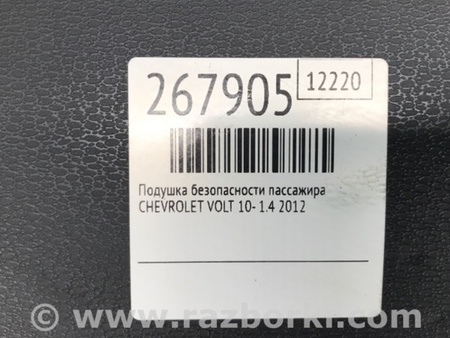 267905
12220
Подушка безопасности пассажира
CHEVROLET VOLT 10- 1.4 2012
© www.razborki.com